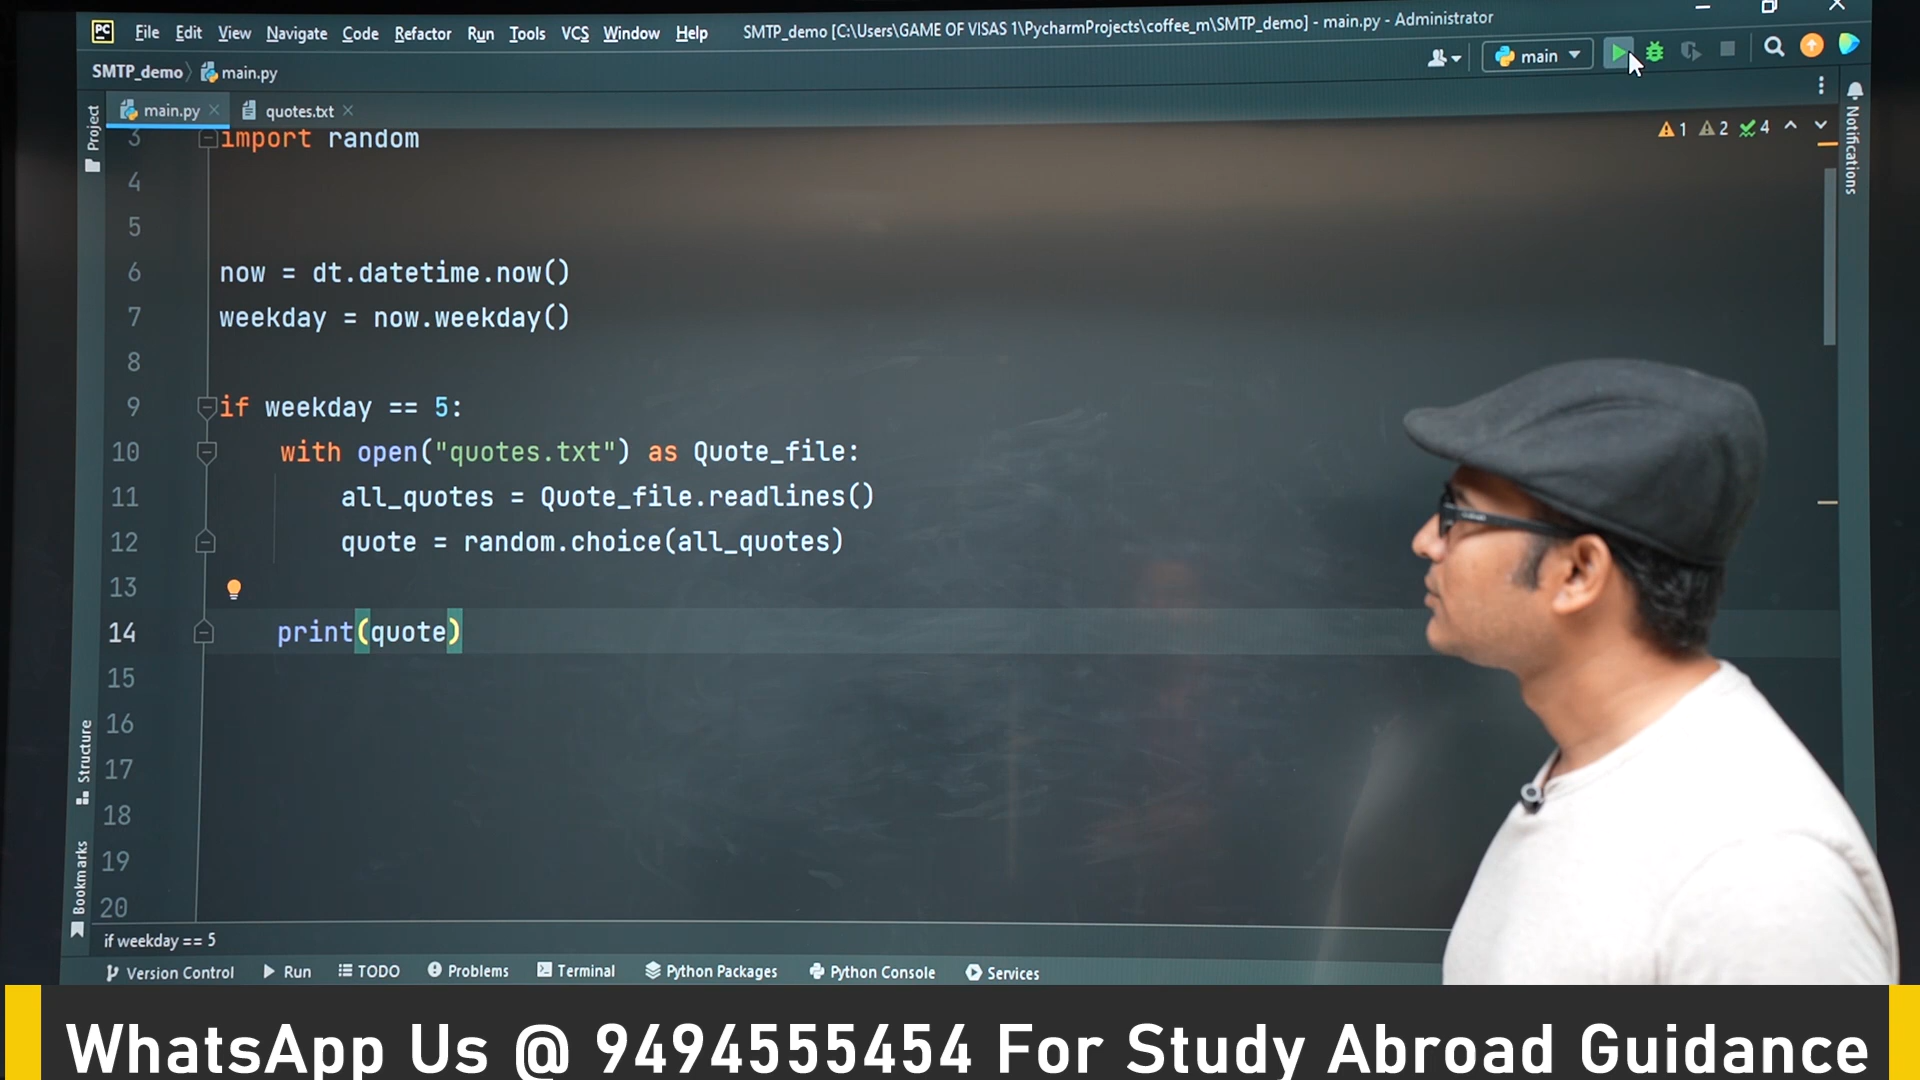 PC File Edit View Navigate Code Refactor Run Tools VCS Window Help SMTP_demo [C:\Users\GAME OF VISAS 1\PycharmProjects\coffee_m\SMTP_demo] - main.py - Administrator
SMTP_demo main.py main
main.py quotes.txt
Project
Notifications
1 2 4
3 import random
4
5
6 now = dt.datetime.now()
7 weekday = now.weekday()
8
9 if weekday == 5:
10 with open("quotes.txt") as Quote_file:
11 all_quotes = Quote_file.readlines()
12 quote = random.choice(all_quotes)
13
14 print(quote)
15
16
17
18
19
20
Structure
Bookmarks
if weekday == 5
Version Control Run TODO Problems Terminal Python Packages Python Console Services
WhatsApp Us @ 9494555454 For Study Abroad Guidance